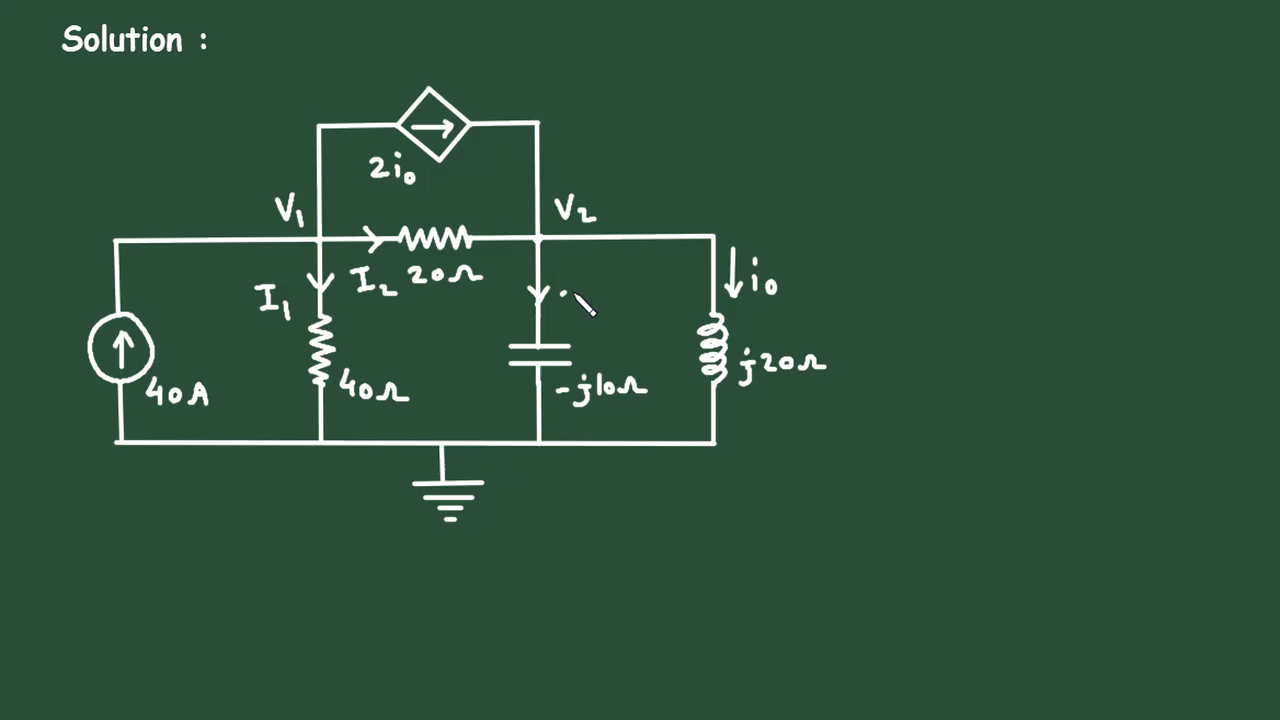 Solution :
2i₀
V₁
V₂
I₂
20Ω
i₀
I₁
40A
40Ω
-j10Ω
j20Ω